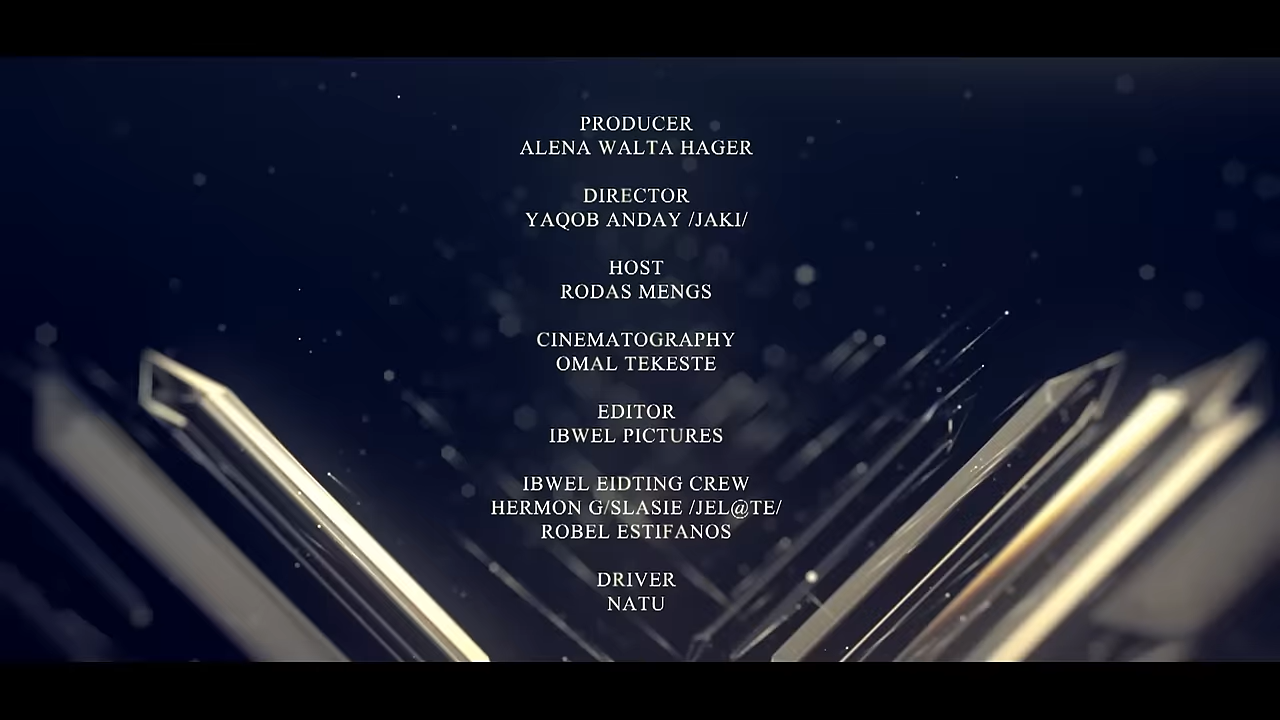 PRODUCER
ALENA WALTA HAGER
DIRECTOR
YAQOB ANDAY /JAKI/
HOST
RODAS MENGS
CINEMATOGRAPHY
OMAL TEKESTE
EDITOR
IBWEL PICTURES
IBWEL EIDTING CREW
HERMON G/SLASIE /JEL@TE/
ROBEL ESTIFANOS
DRIVER
NATU